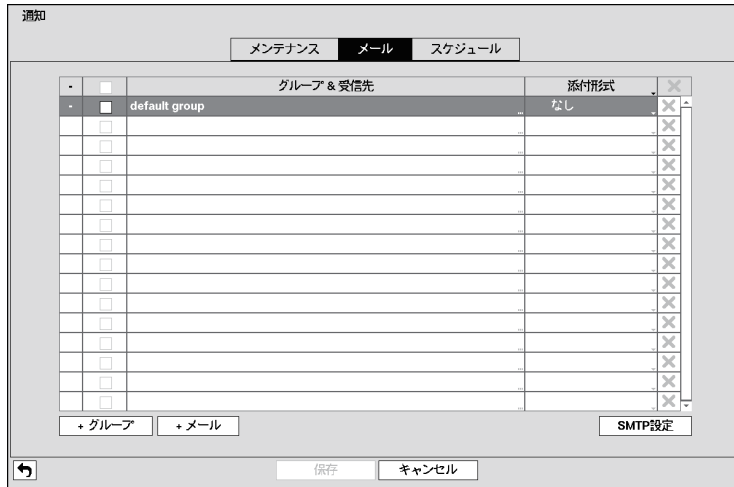 通知
メンテナンス メール スケジュール
- グループ & 受信先 添付形式
- default group なし
+ グループ + メール SMTP設定
保存 キャンセル